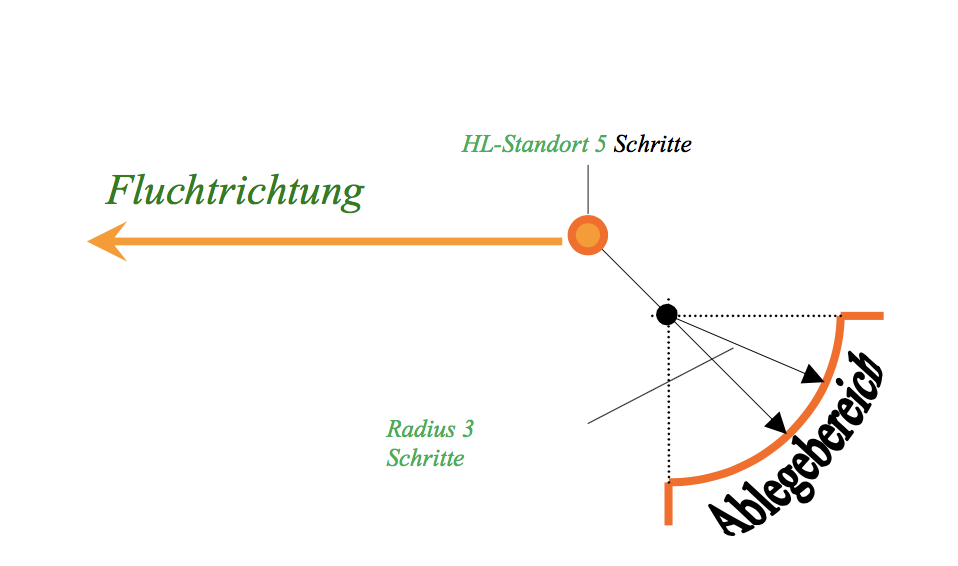 HL-Standort 5 Schritte
Fluchtrichtung
Radius 3
Schritte
Ablegebereich